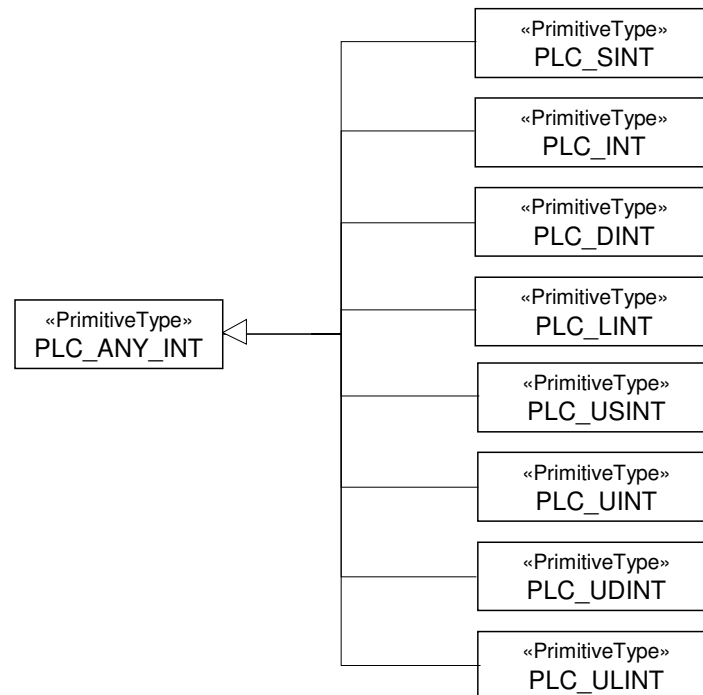 «PrimitiveType»
PLC_SINT
«PrimitiveType»
PLC_INT
«PrimitiveType»
PLC_DINT
«PrimitiveType»
PLC_LINT
«PrimitiveType»
PLC_ANY_INT
«PrimitiveType»
PLC_USINT
«PrimitiveType»
PLC_UINT
«PrimitiveType»
PLC_UDINT
«PrimitiveType»
PLC_ULINT